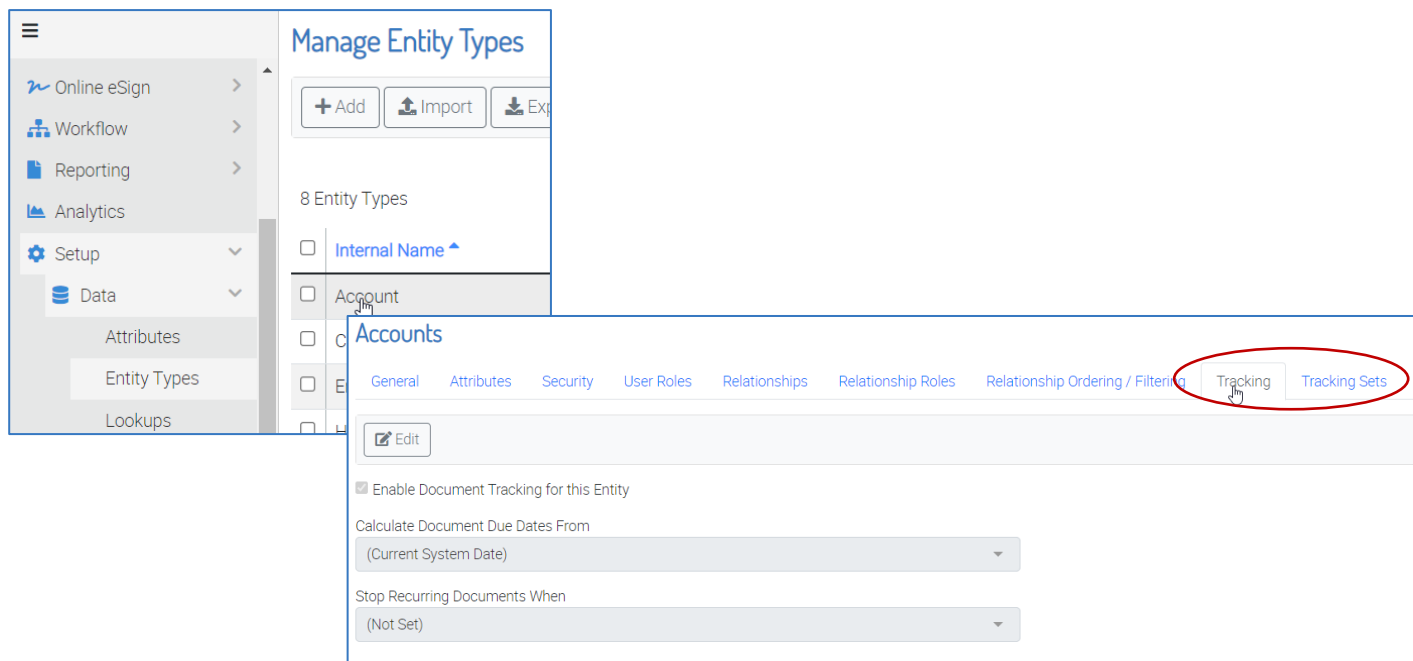 Manage Entity Types
Online eSign
Workflow
Reporting
Analytics
Setup
Data
Attributes
Entity Types
Lookups
Add Import
8 Entity Types
Internal Name
Account
Accounts
General Attributes Security User Roles Relationships Relationship Roles Relationship Ordering / Filtering Tracking Tracking Sets
Edit
Enable Document Tracking for this Entity
Calculate Document Due Dates From
(Current System Date)
Stop Recurring Documents When
(Not Set)